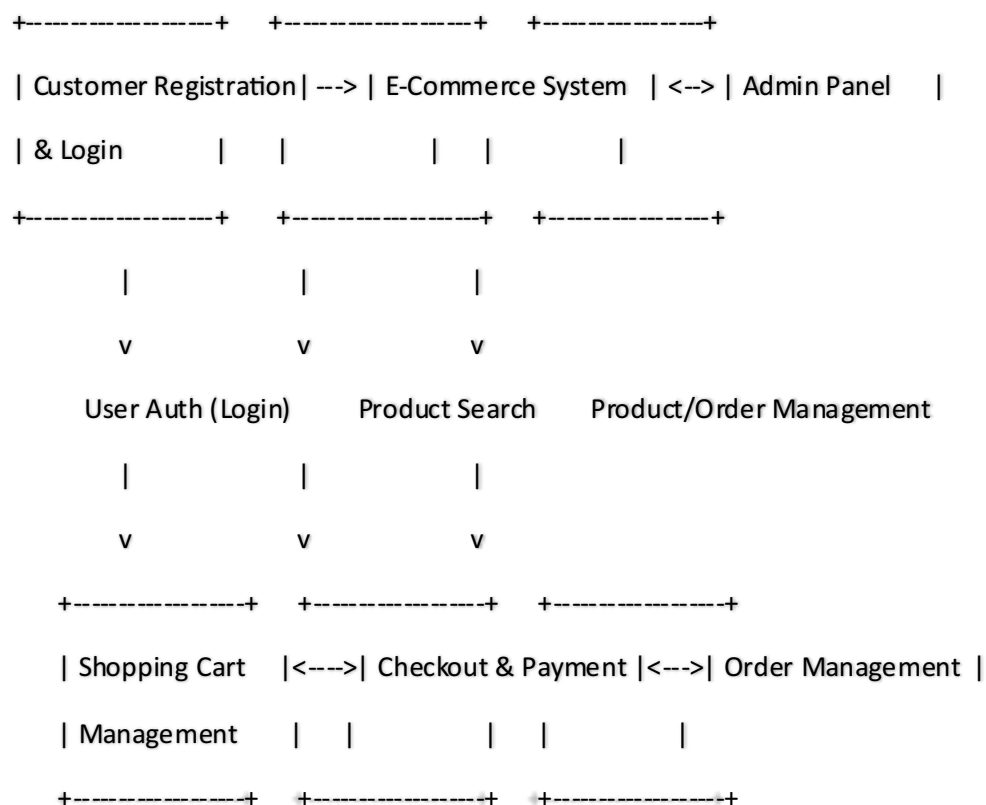 +---------------------+ +---------------------+ +------------------+
| Customer Registration| ---> | E-Commerce System | <--> | Admin Panel |
| & Login | | | | |
+---------------------+ +---------------------+ +------------------+
| | |
v v v
User Auth (Login) Product Search Product/Order Management
| | |
v v v
+-------------------+ +-------------------+ +-------------------+
| Shopping Cart |<---->| Checkout & Payment |<--->| Order Management |
| Management | | | | |
+-------------------+ +-------------------+ +-------------------+